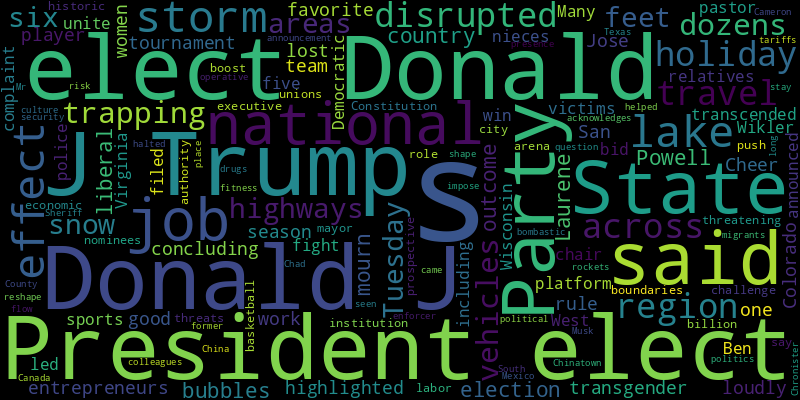 historic
six
unite
women
storm
areas
favorite
disrupted
feet
pastor
Cameron
dozens
Many
player
tournament
announcement
country
nieces
Jose
Texas
tariffs
holiday
elect Donald
lost
team
presence
boost
operative
risk
Democratic
Mr
five
unions
relatives
stay
complaint
culture
security
trapping
executive
Constitution
victims
travel
helped
acknowledges
transcended
national
win
city
San
Wikler
police
liberal
Virginia
filed
halted
authority
place
J Trump
role
shape
arena
question
bid
push
long
lake
Powell
Cheer
drugs
fitness
impose
s
outcome
Party
Laurene
State
announced
effect
economic
Sheriff
snow
job
highways
Tuesday
season
mayor
Wisconsin
across
threatening
nominees
concluding
fight
mourn
prospective
chair
bombastic
migrants
said
Colorado
County
reshape
flow
Donald J
Chad
came
seen
including
vehicles
platform
rockets
boundaries
challenge
billion
region
one
sports
good
threats
work
institution
enforcer
political
rule
West
Musk
say
President elect
led
former
China
basketball
colleagues
Chinatown
Ben
politics
Canada
entrepreneurs
bubbles
highlighted
labor
South
Mexico
election
transgender
loudly
Chronister